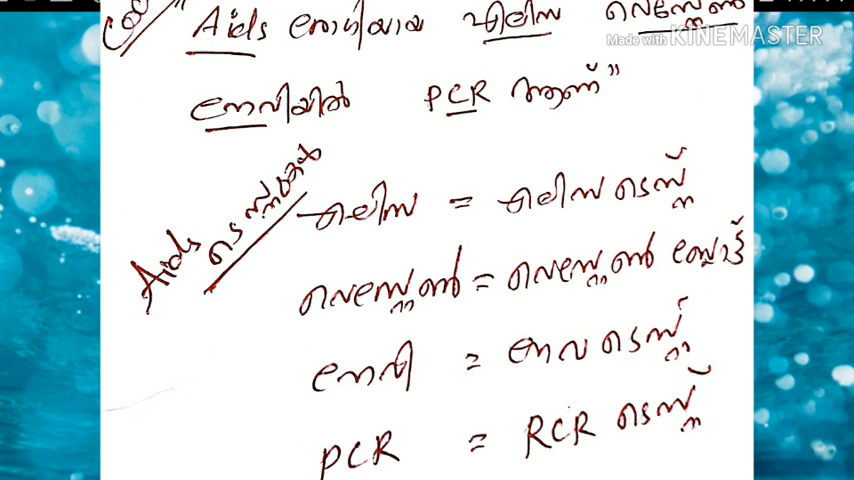 Aids രോഗിയായ എലിസ വെസ്റ്റേൺ
Made with KINEMASTER
നേവിയിൽ PCR ആണ്"
Aids ടെസ്റ്റുകൾ
എലിസ = എലിസ ടെസ്റ്റ്
വെസ്റ്റേൺ = വെസ്റ്റേൺ ബ്ലോട്ട്
നേവി = നേവ ടെസ്റ്റ്
PCR = RCR ടെസ്റ്റ്